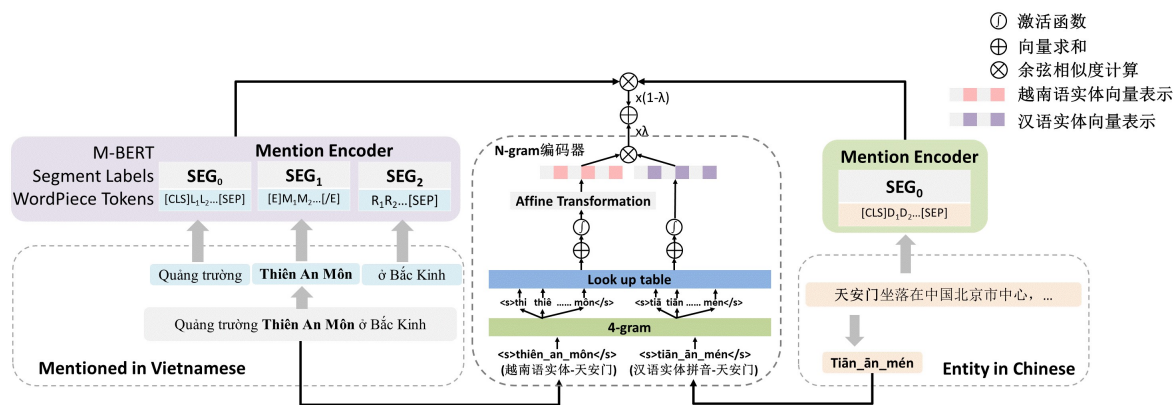 激活函数
向量求和
余弦相似度计算
越南语实体向量表示
汉语实体向量表示
x(1-λ)
xλ
M-BERT
Segment Labels
WordPiece Tokens
Mention Encoder
SEG₀
SEG₁
SEG₂
[CLS]L₁L₂...[SEP]
[E]M₁M₂...[/E]
R₁R₂...[SEP]
Quảng trường
Thiên An Môn
ở Bắc Kinh
Quảng trường Thiên An Môn ở Bắc Kinh
Mentioned in Vietnamese
N-gram编码器
Affine Transformation
Look up table
<s>thi thiê ...... môn</s>
<s>tiā tiān ...... mén</s>
4-gram
<s>thiên_an_môn</s>
(越南语实体-天安门)
<s>tiān_ān_mén</s>
(汉语实体拼音-天安门)
Mention Encoder
SEG₀
[CLS]D₁D₂...[SEP]
天安门坐落在中国北京市中心，...
Tiān_ān_mén
Entity in Chinese